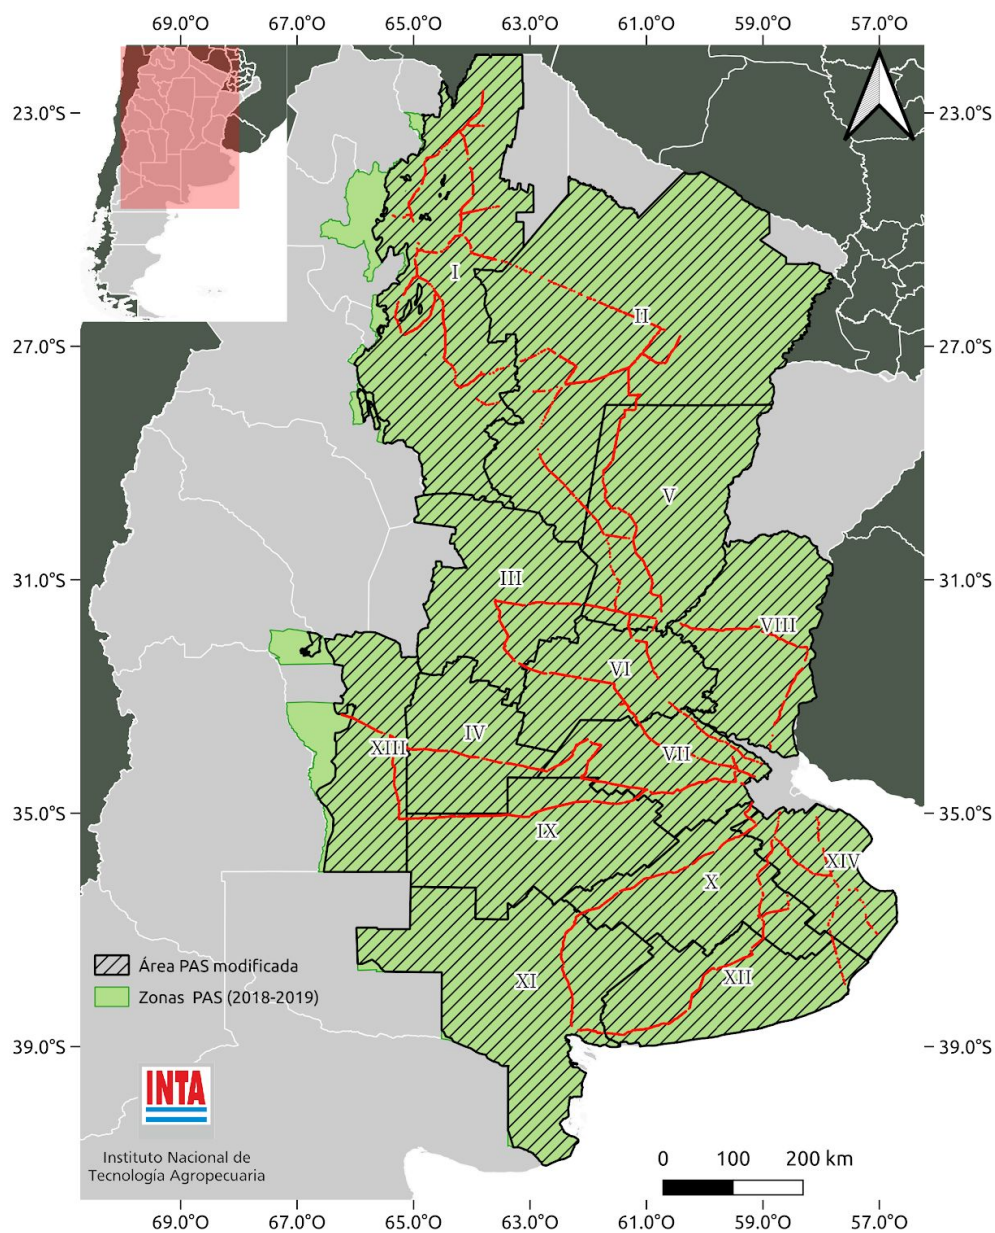 69.0°O 67.0°O 65.0°O 63.0°O 61.0°O 59.0°O 57.0°O
23.0°S 23.0°S
I
II
27.0°S 27.0°S
V
31.0°S 31.0°S
III
VIII
VI
IV
XIII
VII
35.0°S 35.0°S
IX
XIV
X
Área PAS modificada
XI
XII
Zonas PAS (2018-2019)
39.0°S 39.0°S
INTA
Instituto Nacional de
Tecnología Agropecuaria
0 100 200 km
69.0°O 67.0°O 65.0°O 63.0°O 61.0°O 59.0°O 57.0°O